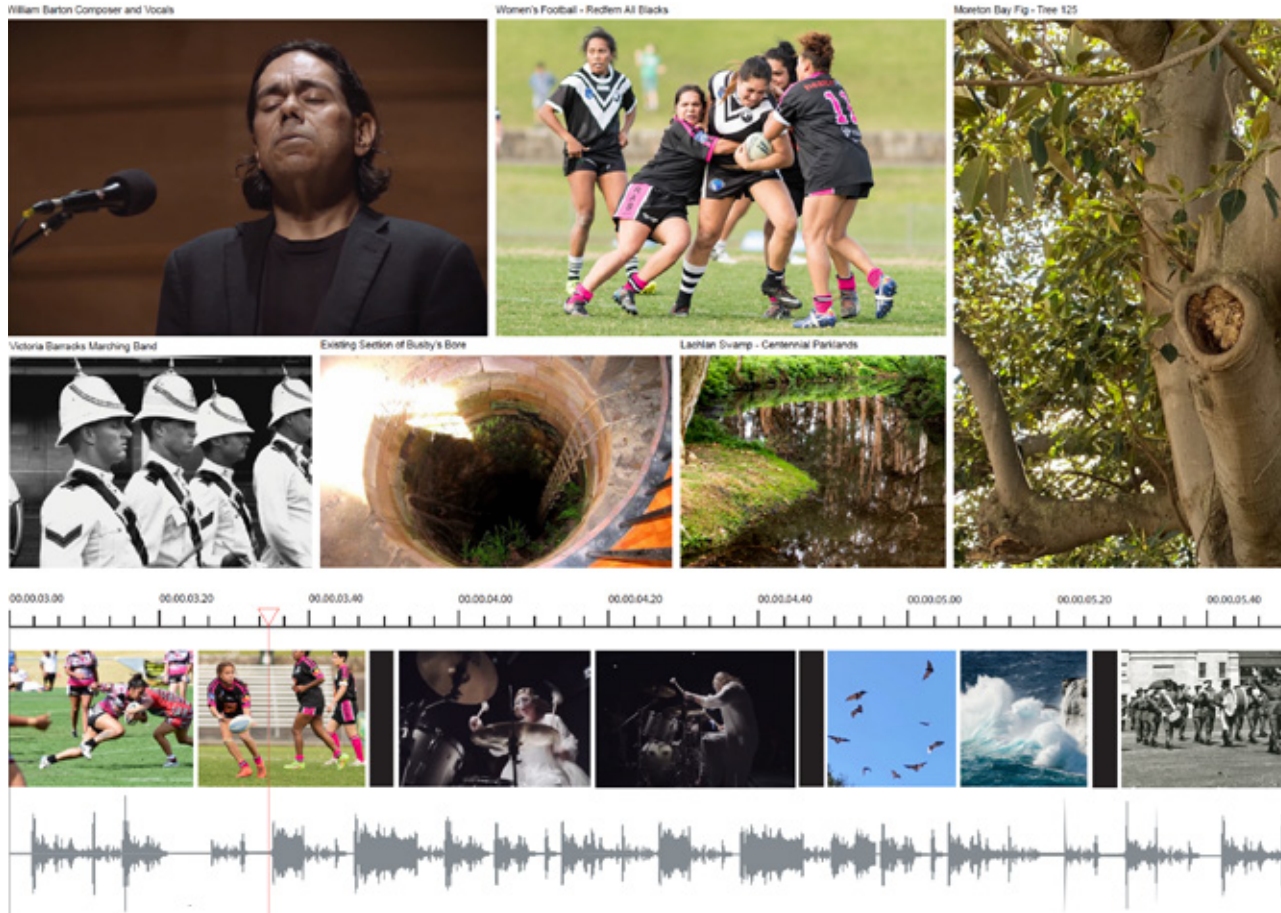 William Barton Composer and Vocals
Women's Football - Redfern All Blacks
Moreton Bay Fig - Tree 125
11
Victoria Barracks Marching Band
Existing Section of Busby's Bore
Lachlan Swamp - Centennial Parklands
00.00.03.00
00.00.03.20
00.00.03.40
00.00.04.00
00.00.04.20
00.00.04.40
00.00.05.00
00.00.05.20
00.00.05.40